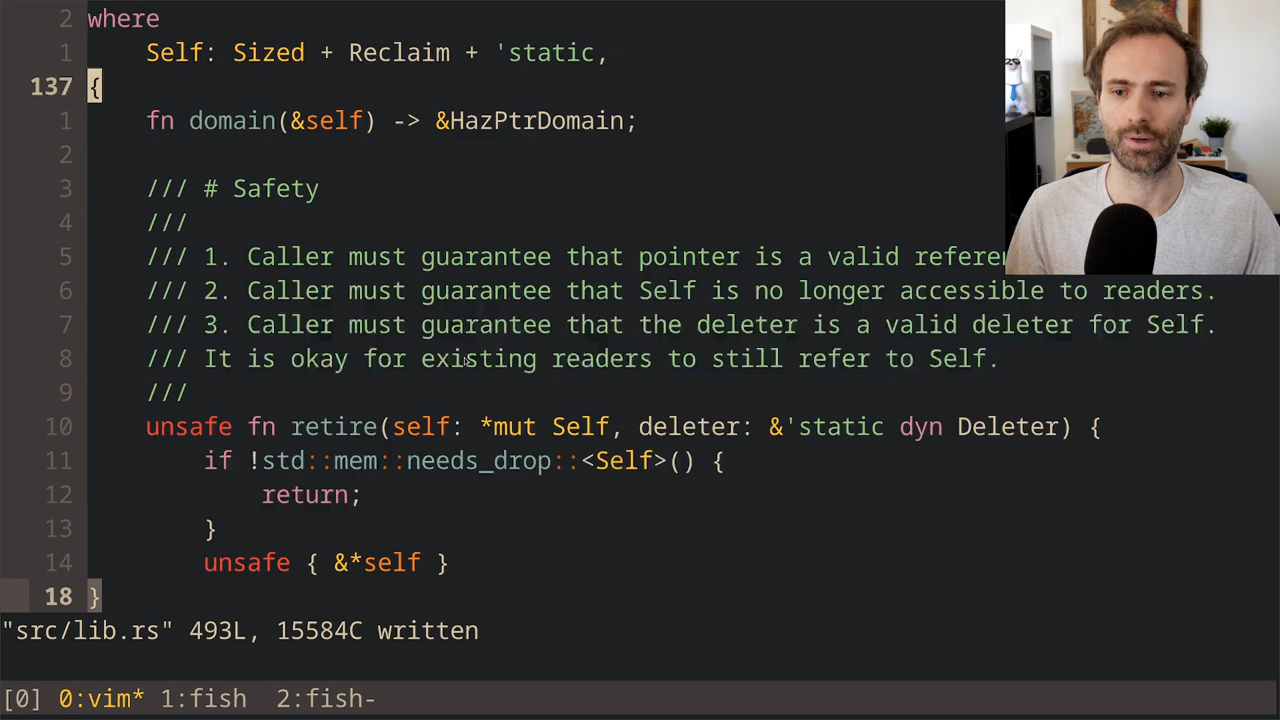 2 where
1 Self: Sized + Reclaim + 'static,
137 {
1 fn domain(&self) -> &HazPtrDomain;
2
3 /// # Safety
4 ///
5 /// 1. Caller must guarantee that pointer is a valid
6 /// 2. Caller must guarantee that Self is no longer accessible to readers.
7 /// 3. Caller must guarantee that the deleter is a valid deleter for Self.
8 /// It is okay for existing readers to still refer to Self.
9 ///
10 unsafe fn retire(self: *mut Self, deleter: &'static dyn Deleter) {
11 if !std::mem::needs_drop::<Self>() {
12 return;
13 }
14 unsafe { &*self }
18 }
"src/lib.rs" 493L, 15584C written
[0] 0:vim* 1:fish 2:fish-